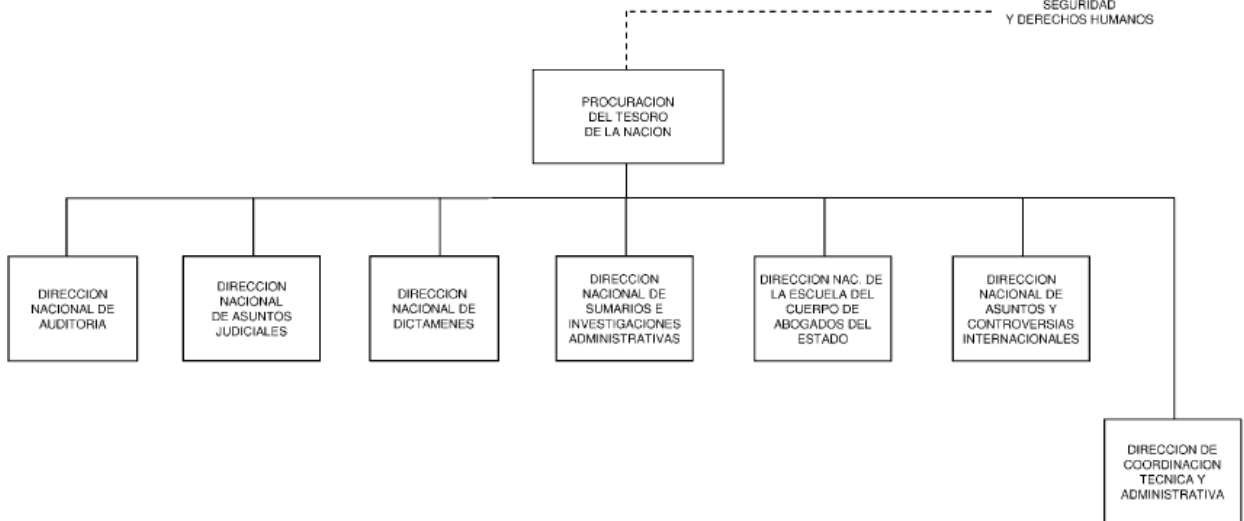 SEGURIDAD
Y DERECHOS HUMANOS
PROCURACION
DEL TESORO
DE LA NACION
DIRECCION
NACIONAL DE
AUDITORIA
DIRECCION
NACIONAL
DE ASUNTOS
JUDICIALES
DIRECCION
NACIONAL DE
DICTAMENES
DIRECCION
NACIONAL DE
SUMARIOS E
INVESTIGACIONES
ADMINISTRATIVAS
DIRECCION NAC. DE
LA ESCUELA DEL
CUERPO DE
ABOGADOS DEL
ESTADO
DIRECCION
NACIONAL DE
ASUNTOS Y
CONTROVERSIAS
INTERNACIONALES
DIRECCION DE
COORDINACION
TECNICA Y
ADMINISTRATIVA